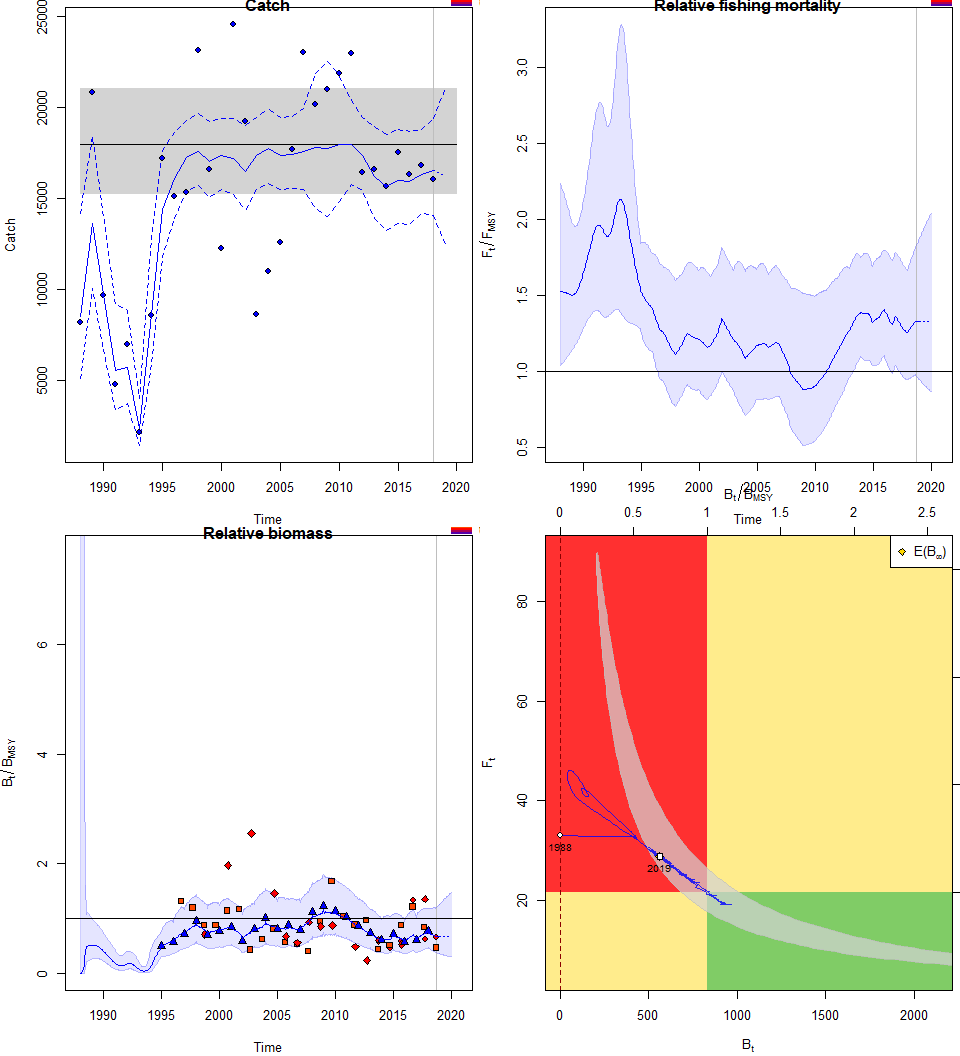 Catch
25000
20000
15000
10000
5000
Catch
1990 1995 2000 2005 2010 2015 2020
Time
Relative fishing mortality
3.0
2.5
2.0
1.5
1.0
0.5
Ft / FMSY
1990 1995 2000 2005 2010 2015 2020
Time
Relative biomass
6
4
2
0
Bt / BMSY
1990 1995 2000 2005 2010 2015 2020
Time
Bt / BMSY
0 0.5 1 1.5 2 2.5
E(B∞)
80
60
40
20
Ft
1988
2019
0 500 1000 1500 2000
Bt